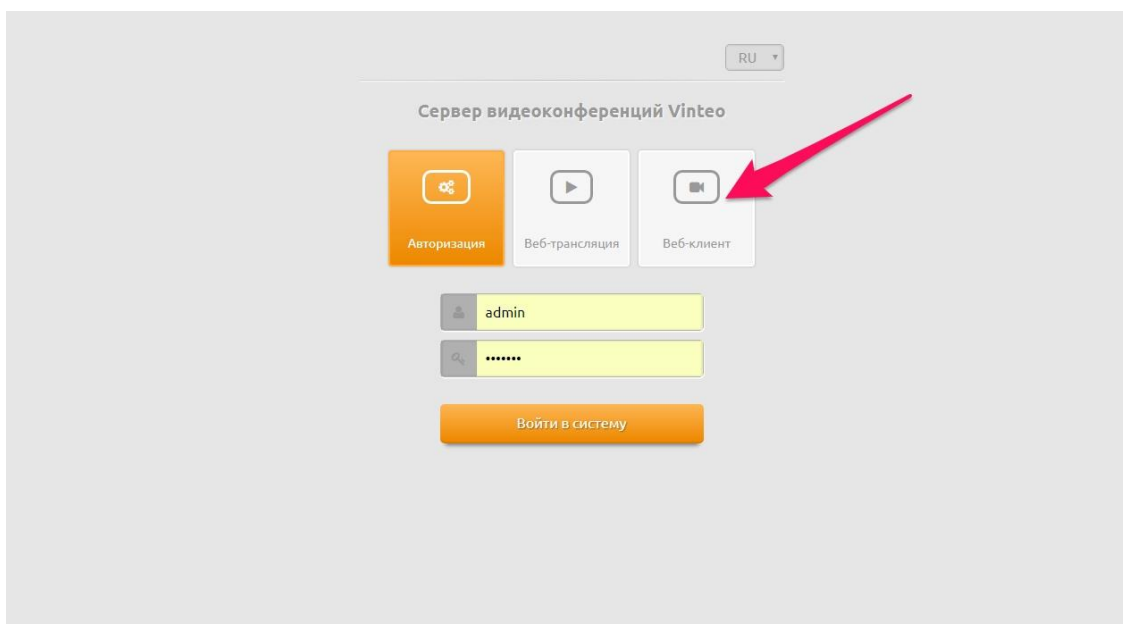 RU
Сервер видеоконференций Vinteo
Авторизация
Веб-трансляция
Веб-клиент
admin
•••••••
Войти в систему